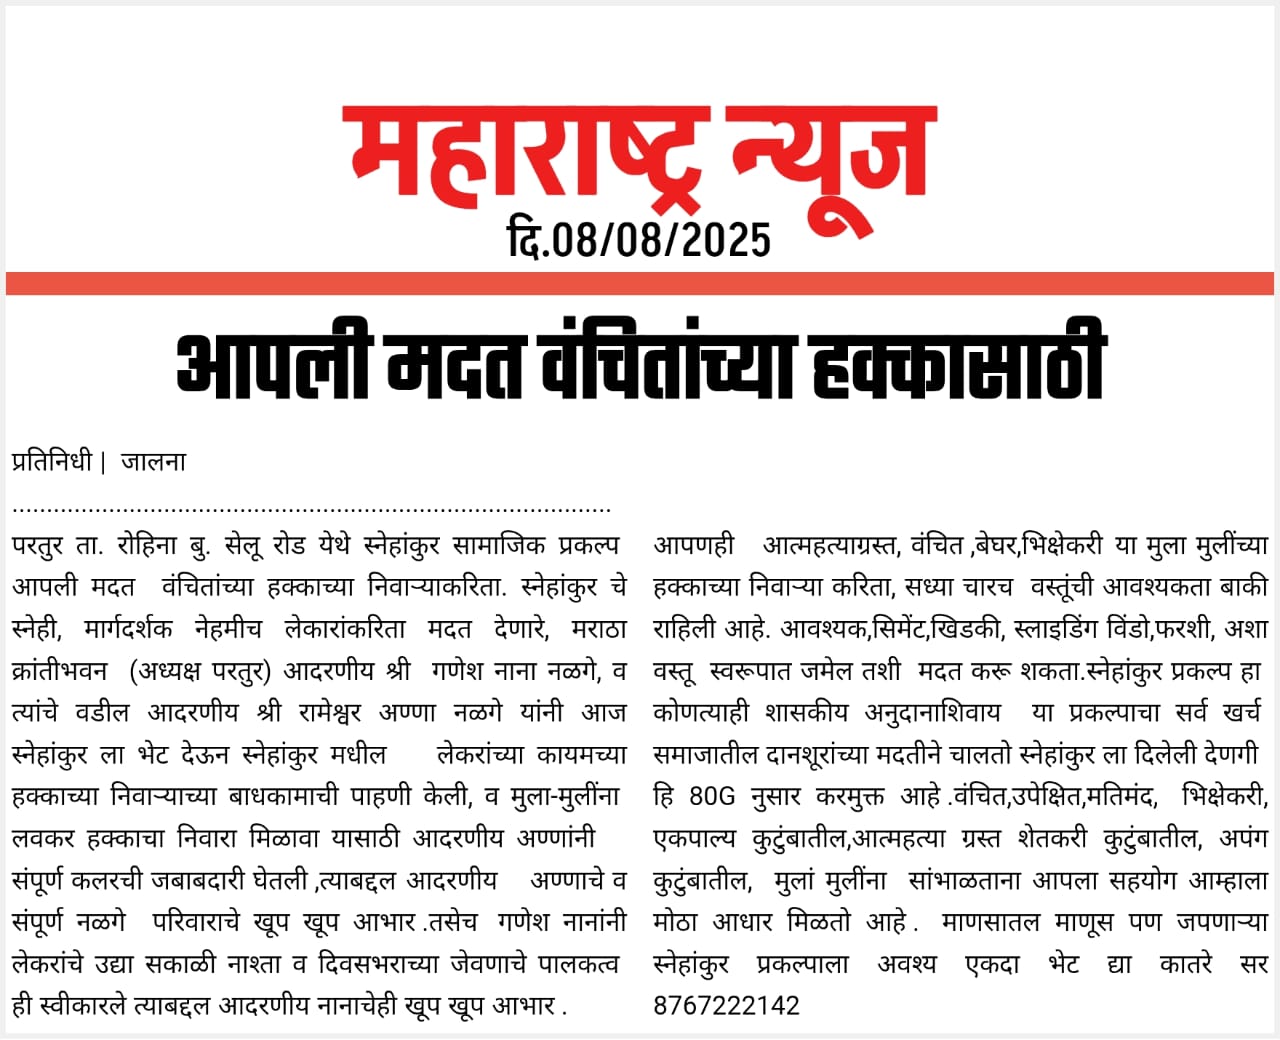 महाराष्ट्र न्यूज
दि.08/08/2025
आपली मदत वंचितांच्या हक्कासाठी
प्रतिनिधी | जालना
.......................................................................................
परतुर ता. रोहिना बु. सेलू रोड येथे स्नेहांकुर सामाजिक प्रकल्प
आपली मदत वंचितांच्या हक्काच्या निवाऱ्याकरिता. स्नेहांकुर चे
स्नेही, मार्गदर्शक नेहमीच लेकारांकरिता मदत देणारे, मराठा
क्रांतीभवन (अध्यक्ष परतुर) आदरणीय श्री गणेश नाना नळगे, व
त्यांचे वडील आदरणीय श्री रामेश्वर अण्णा नळगे यांनी आज
स्नेहांकुर ला भेट देऊन स्नेहांकुर मधील लेकरांच्या कायमच्या
हक्काच्या निवाऱ्याच्या बाधकामाची पाहणी केली, व मुला-मुलींना
लवकर हक्काचा निवारा मिळावा यासाठी आदरणीय अण्णांनी
संपूर्ण कलरची जबाबदारी घेतली ,त्याबद्दल आदरणीय अण्णाचे व
संपूर्ण नळगे परिवाराचे खूप खूप आभार .तसेच गणेश नानांनी
लेकरांचे उद्या सकाळी नाश्ता व दिवसभराच्या जेवणाचे पालकत्व
ही स्वीकारले त्याबद्दल आदरणीय नानाचेही खूप खूप आभार .
आपणही आत्महत्याग्रस्त, वंचित ,बेघर,भिक्षेकरी या मुला मुलींच्या
हक्काच्या निवाऱ्या करिता, सध्या चारच वस्तूंची आवश्यकता बाकी
राहिली आहे. आवश्यक,सिमेंट,खिडकी, स्लाइडिंग विंडो,फरशी, अशा
वस्तू स्वरूपात जमेल तशी मदत करू शकता.स्नेहांकुर प्रकल्प हा
कोणत्याही शासकीय अनुदानाशिवाय या प्रकल्पाचा सर्व खर्च
समाजातील दानशूरांच्या मदतीने चालतो स्नेहांकुर ला दिलेली देणगी
हि 80G नुसार करमुक्त आहे .वंचित,उपेक्षित,मतिमंद, भिक्षेकरी,
एकपाल्य कुटुंबातील,आत्महत्या ग्रस्त शेतकरी कुटुंबातील, अपंग
कुटुंबातील, मुलां मुलींना सांभाळताना आपला सहयोग आम्हाला
मोठा आधार मिळतो आहे . माणसातल माणूस पण जपणाऱ्या
स्नेहांकुर प्रकल्पाला अवश्य एकदा भेट द्या कातरे सर
8767222142